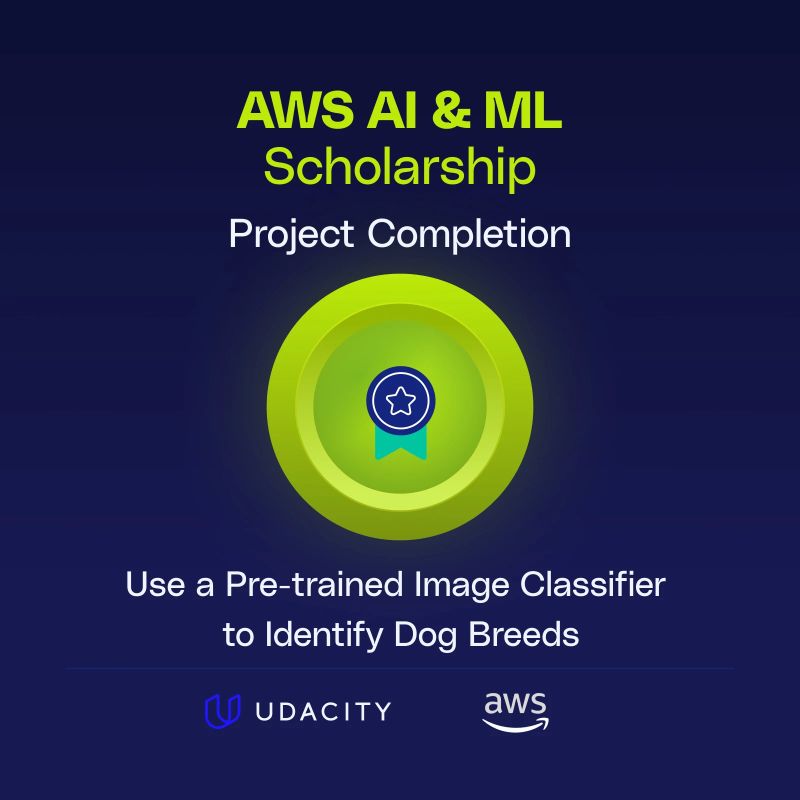 AWS AI & ML
Scholarship
Project Completion
Use a Pre-trained Image Classifier
to Identify Dog Breeds
UDACITY
aws